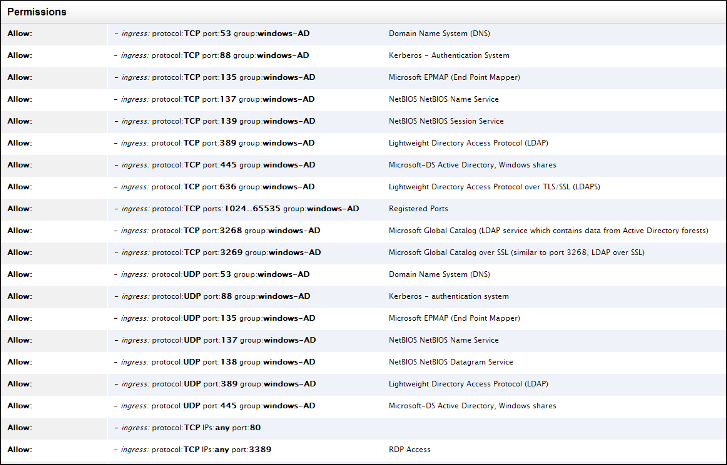 Permissions
Allow: - ingress: protocol:TCP port:53 group:windows-AD Domain Name System (DNS)
Allow: - ingress: protocol:TCP port:88 group:windows-AD Kerberos - Authentication System
Allow: - ingress: protocol:TCP port:135 group:windows-AD Microsoft EPMAP (End Point Mapper)
Allow: - ingress: protocol:TCP port:137 group:windows-AD NetBIOS NetBIOS Name Service
Allow: - ingress: protocol:TCP port:139 group:windows-AD NetBIOS NetBIOS Session Service
Allow: - ingress: protocol:TCP port:389 group:windows-AD Lightweight Directory Access Protocol (LDAP)
Allow: - ingress: protocol:TCP port:445 group:windows-AD Microsoft-DS Active Directory, Windows shares
Allow: - ingress: protocol:TCP port:636 group:windows-AD Lightweight Directory Access Protocol over TLS/SSL (LDAPS)
Allow: - ingress: protocol:TCP ports:1024..65535 group:windows-AD Registered Ports
Allow: - ingress: protocol:TCP port:3268 group:windows-AD Microsoft Global Catalog (LDAP service which contains data from Active Directory forests)
Allow: - ingress: protocol:TCP port:3269 group:windows-AD Microsoft Global Catalog over SSL (similar to port 3268, LDAP over SSL)
Allow: - ingress: protocol:UDP port:53 group:windows-AD Domain Name System (DNS)
Allow: - ingress: protocol:UDP port:88 group:windows-AD Kerberos - authentication system
Allow: - ingress: protocol:UDP port:135 group:windows-AD Microsoft EPMAP (End Point Mapper)
Allow: - ingress: protocol:UDP port:137 group:windows-AD NetBIOS NetBIOS Name Service
Allow: - ingress: protocol:UDP port:138 group:windows-AD NetBIOS NetBIOS Datagram Service
Allow: - ingress: protocol:UDP port:389 group:windows-AD Lightweight Directory Access Protocol (LDAP)
Allow: - ingress: protocol:UDP port:445 group:windows-AD Microsoft-DS Active Directory, Windows shares
Allow: - ingress: protocol:TCP IPs:any port:80
Allow: - ingress: protocol:TCP IPs:any port:3389 RDP Access